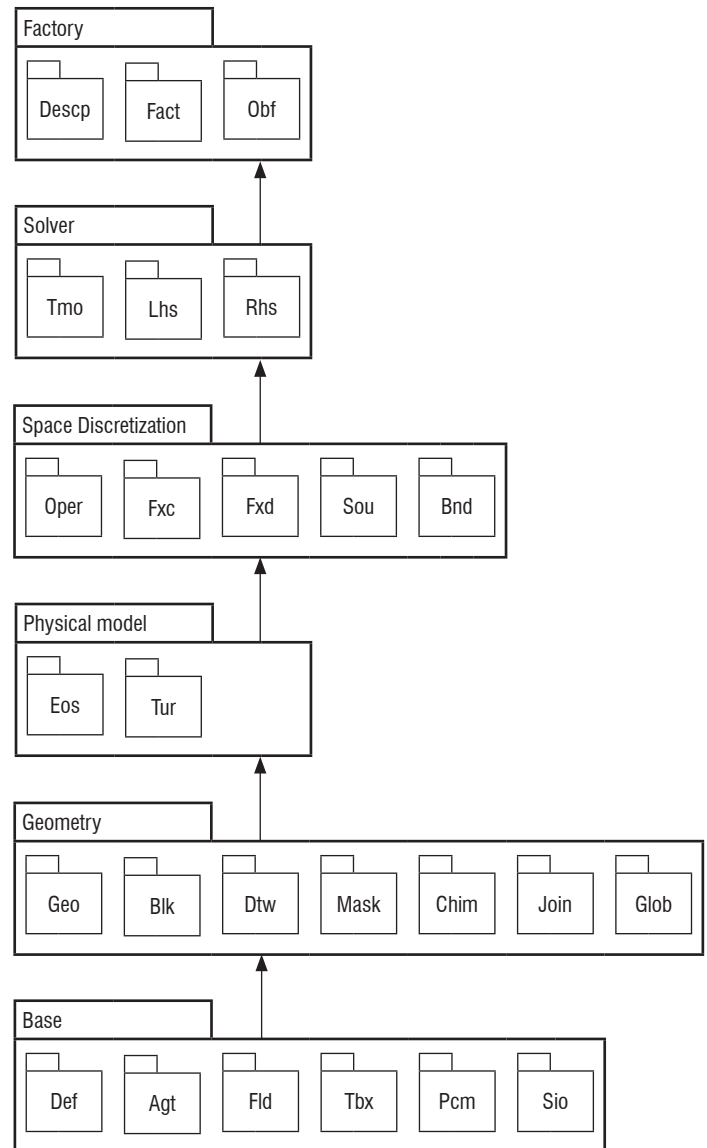 Factory
Descp Fact Obf
Solver
Tmo Lhs Rhs
Space Discretization
Oper Fxc Fxd Sou Bnd
Physical model
Eos Tur
Geometry
Geo Blk Dtw Mask Chim Join Glob
Base
Def Agt Fld Tbx Pcm Sio